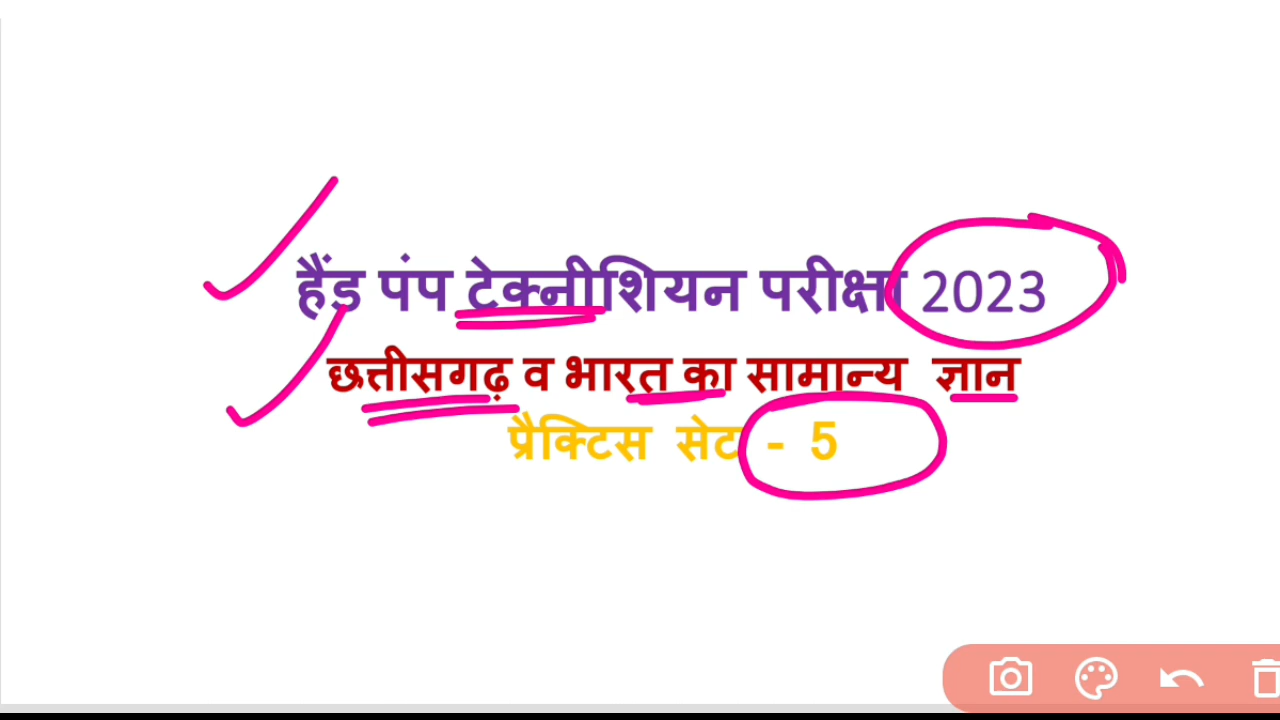 हैंड पंप टेक्नीशियन परीक्षा 2023
छत्तीसगढ़ व भारत का सामान्य ज्ञान
प्रैक्टिस सेट - 5